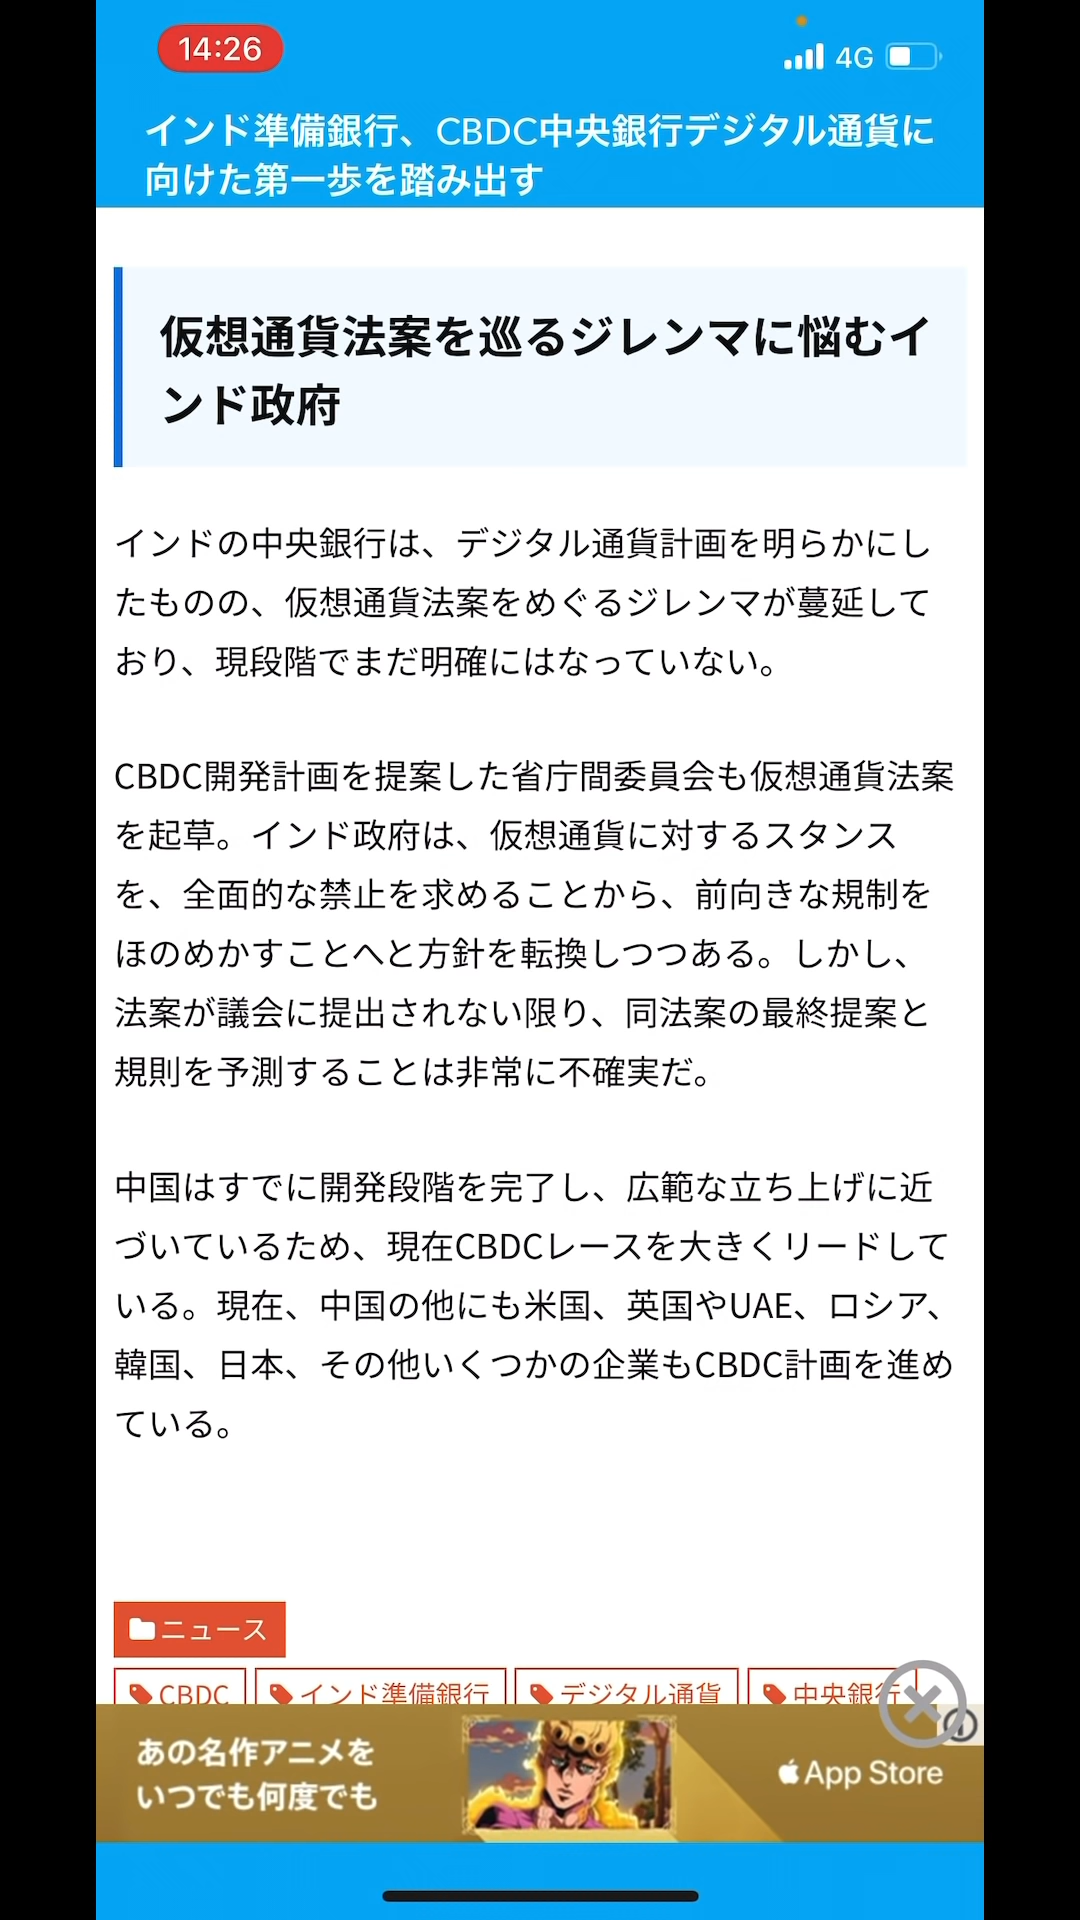 14:26
4G
インド準備銀行、CBDC中央銀行デジタル通貨に
向けた第一歩を踏み出す
仮想通貨法案を巡るジレンマに悩むイ
ンド政府
インドの中央銀行は、デジタル通貨計画を明らかにし
たものの、仮想通貨法案をめぐるジレンマが蔓延して
おり、現段階でまだ明確にはなっていない。
CBDC開発計画を提案した省庁間委員会も仮想通貨法案
を起草。インド政府は、仮想通貨に対するスタンス
を、全面的な禁止を求めることから、前向きな規制を
ほのめかすことへと方針を転換しつつある。しかし、
法案が議会に提出されない限り、同法案の最終提案と
規則を予測することは非常に不確実だ。
中国はすでに開発段階を完了し、広範な立ち上げに近
づいているため、現在CBDCレースを大きくリードして
いる。現在、中国の他にも米国、英国やUAE、ロシア、
韓国、日本、その他いくつかの企業もCBDC計画を進め
ている。
ニュース
CBDC インド準備銀行 デジタル通貨 中央銀行
あの名作アニメを
いつでも何度でも
App Store